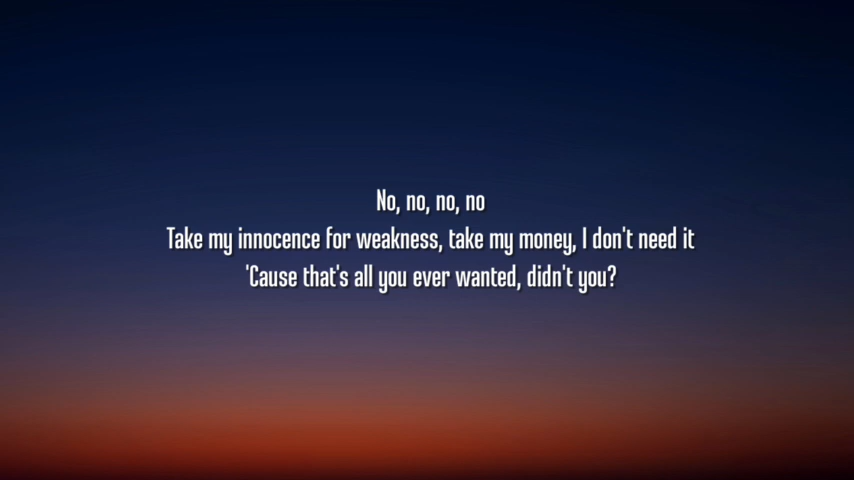 No, no, no, no
Take my innocence for weakness, take my money, I don't need it
'Cause that's all you ever wanted, didn't you?